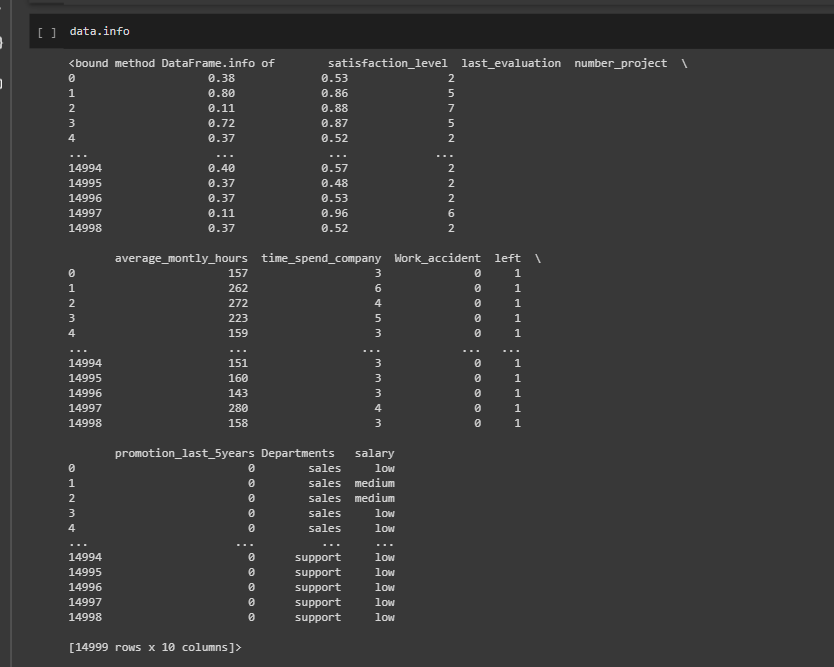 [ ] data.info
<bound method DataFrame.info of        satisfaction_level  last_evaluation  number_project  \
0                    0.38             0.53               2
1                    0.80             0.86               5
2                    0.11             0.88               7
3                    0.72             0.87               5
4                    0.37             0.52               2
...                   ...              ...             ...
14994                0.40             0.57               2
14995                0.37             0.48               2
14996                0.37             0.53               2
14997                0.11             0.96               6
14998                0.37             0.52               2
       average_montly_hours  time_spend_company  Work_accident  left  \
0                       157                   3              0     1
1                       262                   6              0     1
2                       272                   4              0     1
3                       223                   5              0     1
4                       159                   3              0     1
...                     ...                 ...            ...   ...
14994                   151                   3              0     1
14995                   160                   3              0     1
14996                   143                   3              0     1
14997                   280                   4              0     1
14998                   158                   3              0     1
       promotion_last_5years Departments   salary
0                          0       sales     low
1                          0       sales  medium
2                          0       sales  medium
3                          0       sales     low
4                          0       sales     low
...                      ...         ...     ...
14994                      0     support     low
14995                      0     support     low
14996                      0     support     low
14997                      0     support     low
14998                      0     support     low
[14999 rows x 10 columns]>